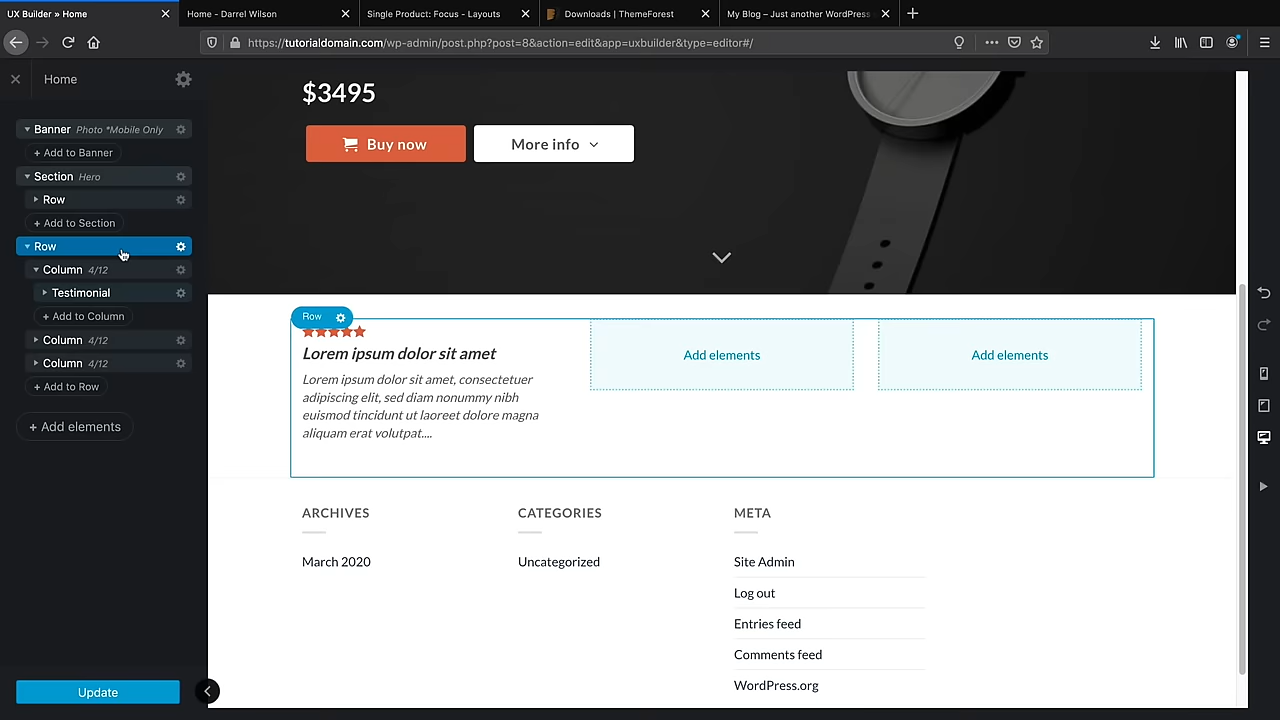 UX Builder » Home
Home - Darrel Wilson
Single Product: Focus - Layouts
Downloads | ThemeForest
My Blog – Just another WordPress
https://tutorialdomain.com/wp-admin/post.php?post=8&action=edit&app=uxbuilder&type=editor#/
Home
Banner Photo *Mobile Only
+ Add to Banner
Section Hero
Row
+ Add to Section
Row
Column 4/12
Testimonial
+ Add to Column
Column 4/12
Column 4/12
+ Add to Row
+ Add elements
Update
$3495
Buy now
More info
Row
Lorem ipsum dolor sit amet
Lorem ipsum dolor sit amet, consectetuer
adipiscing elit, sed diam nonummy nibh
euismod tincidunt ut laoreet dolore magna
aliquam erat volutpat....
Add elements
Add elements
ARCHIVES
March 2020
CATEGORIES
Uncategorized
META
Site Admin
Log out
Entries feed
Comments feed
WordPress.org